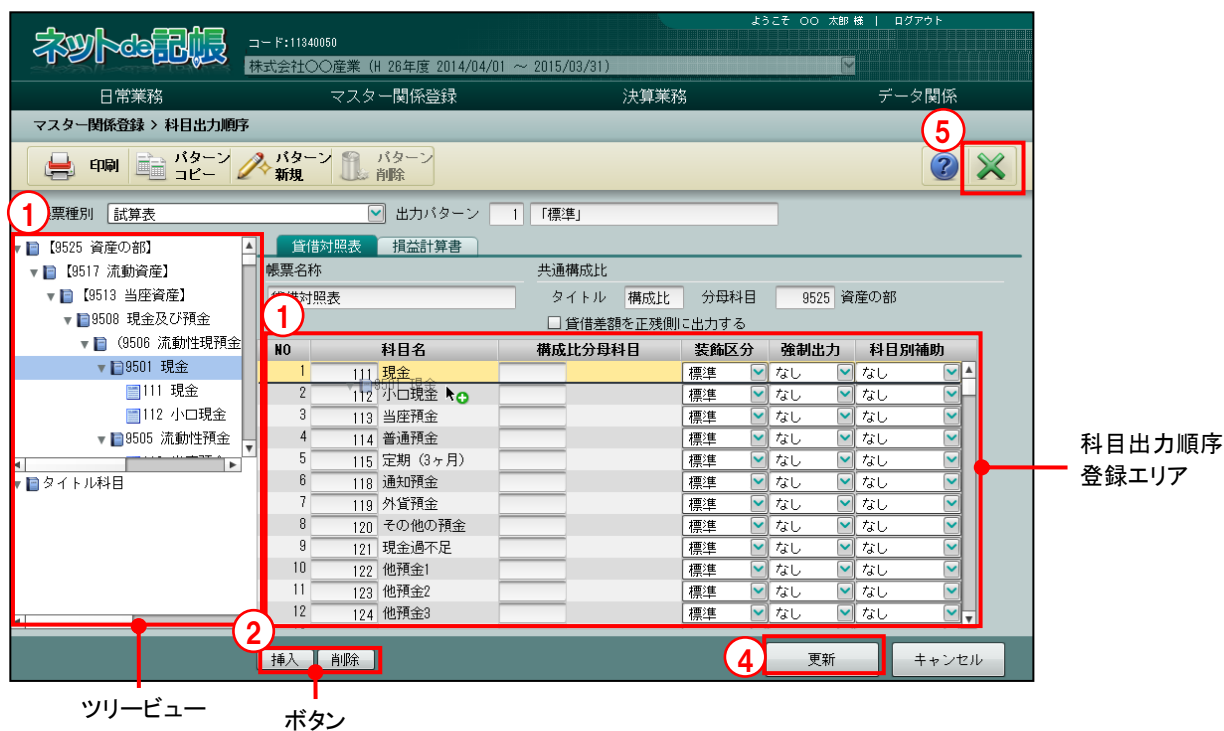 ようこそ 〇〇 太郎 様 | ログアウト
ネットde記帳
コード:11340050
株式会社〇〇産業 (H 26年度 2014/04/01 ～ 2015/03/31)
日常業務 マスター関係登録 決算業務 データ関係
マスター関係登録 > 科目出力順序
5
印刷 パターンコピー パターン新規 パターン削除 ?
1
票種別 試算表 出力パターン 1 「標準」
【9525 資産の部】
【9517 流動資産】
【9513 当座資産】
9508 現金及び預金
(9506 流動性現預金
9501 現金
111 現金
112 小口現金
9505 流動性預金
タイトル科目
貸借対照表 損益計算書
帳票名称 共通構成比
対照表 タイトル 構成比 分母科目 9525 資産の部
1
貸借差額を正残側に出力する
NO 科目名 構成比分母科目 装飾区分 強制出力 科目別補助
1 111 現金 標準 なし なし
9501 現金
2 112 小口現金 標準 なし なし
3 113 当座預金 標準 なし なし
4 114 普通預金 標準 なし なし
5 115 定期 (3ヶ月) 標準 なし なし
6 118 通知預金 標準 なし なし
7 119 外貨預金 標準 なし なし
8 120 その他の預金 標準 なし なし
9 121 現金過不足 標準 なし なし
10 122 他預金1 標準 なし なし
11 123 他預金2 標準 なし なし
12 124 他預金3 標準 なし なし
科目出力順序
登録エリア
2
挿入 削除
4
更新 キャンセル
ツリービュー
ボタン